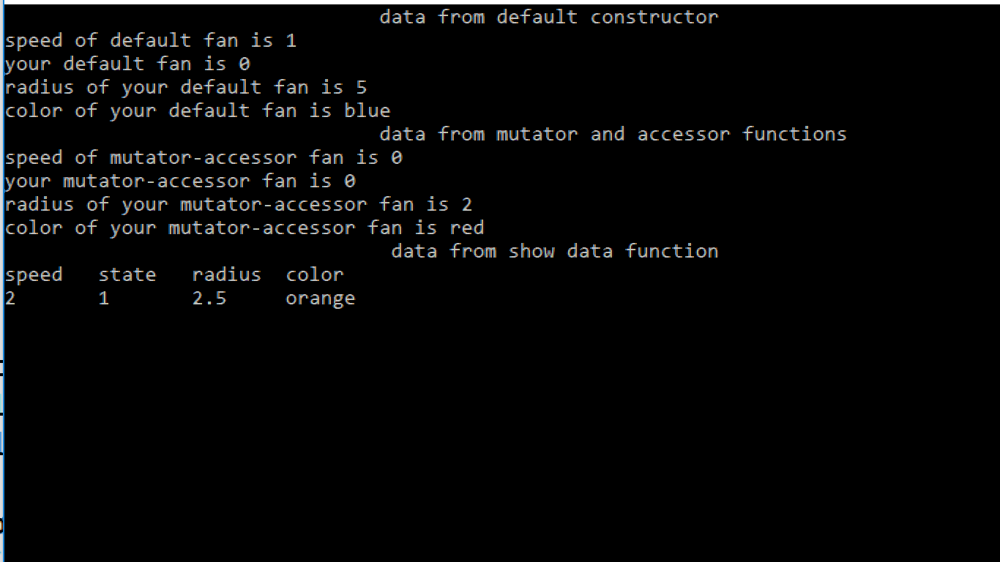 data from default constructor
speed of default fan is 1
your default fan is 0
radius of your default fan is 5
color of your default fan is blue
data from mutator and accessor functions
speed of mutator-accessor fan is 0
your mutator-accessor fan is 0
radius of your mutator-accessor fan is 2
color of your mutator-accessor fan is red
data from show data function
speed state radius color
2 1 2.5 orange